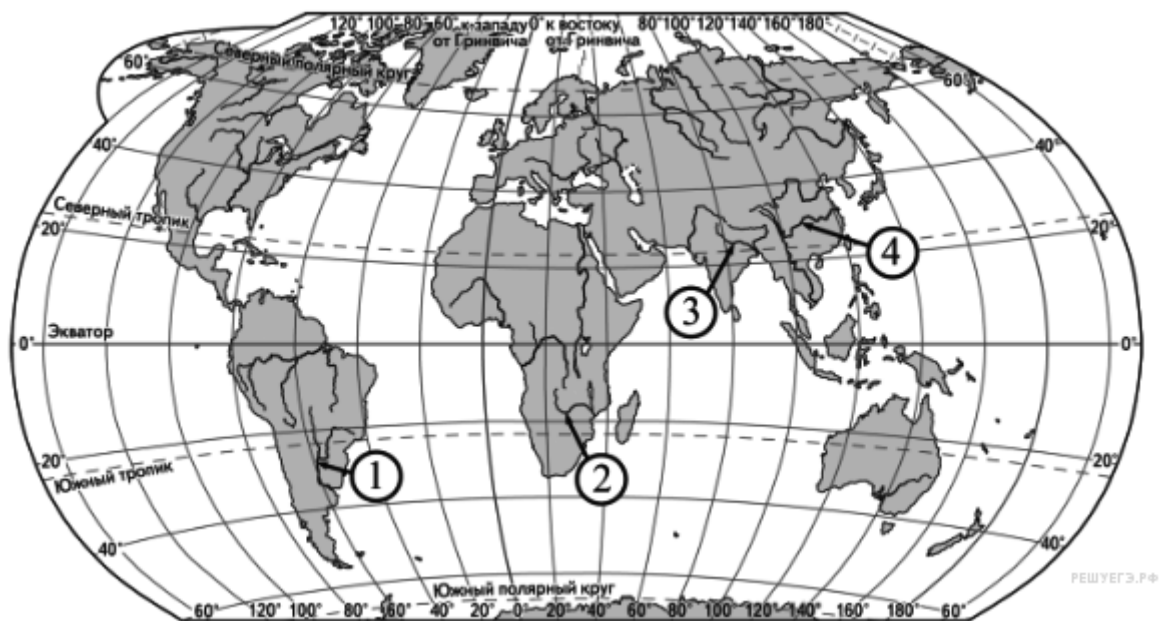 120° 100° 80° 60° к западу 0° к востоку 80° 100° 120° 140° 160° 180°
от Гринвича от Гринвича
60°
Северный полярный круг
60°
40°
40°
Северный тропик
20°
20°
4
3
Экватор
0°
0°
20°
Южный тропик
1
2
20°
40°
40°
РЕШУЕГЭ.РФ
Южный полярный круг
60° 120° 100° 80° 60° 40° 20° 0 20° 40° 60° 80° 100° 120° 140° 160° 180° 60°